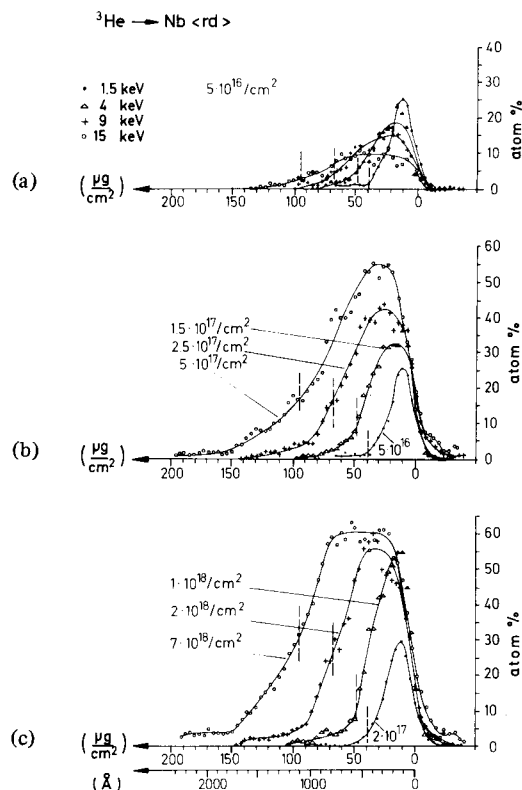 ³He → Nb <rd>
• 1.5 keV
△ 4 keV
+ 9 keV
○ 15 keV
5·10¹⁶/cm²
40
30
20
10
0
atom %
(a)
(μg/cm²)
200 150 100 50 0
1.5·10¹⁷/cm²
2.5·10¹⁷/cm²
5·10¹⁷/cm²
5·10¹⁶
60
50
40
30
20
10
0
atom %
(b)
(μg/cm²)
200 150 100 50 0
1·10¹⁸/cm²
2·10¹⁸/cm²
7·10¹⁸/cm²
2·10¹⁷
60
50
40
30
20
10
0
atom %
(c)
(μg/cm²)
200 150 100 50 0
(Å)
2000 1000 0